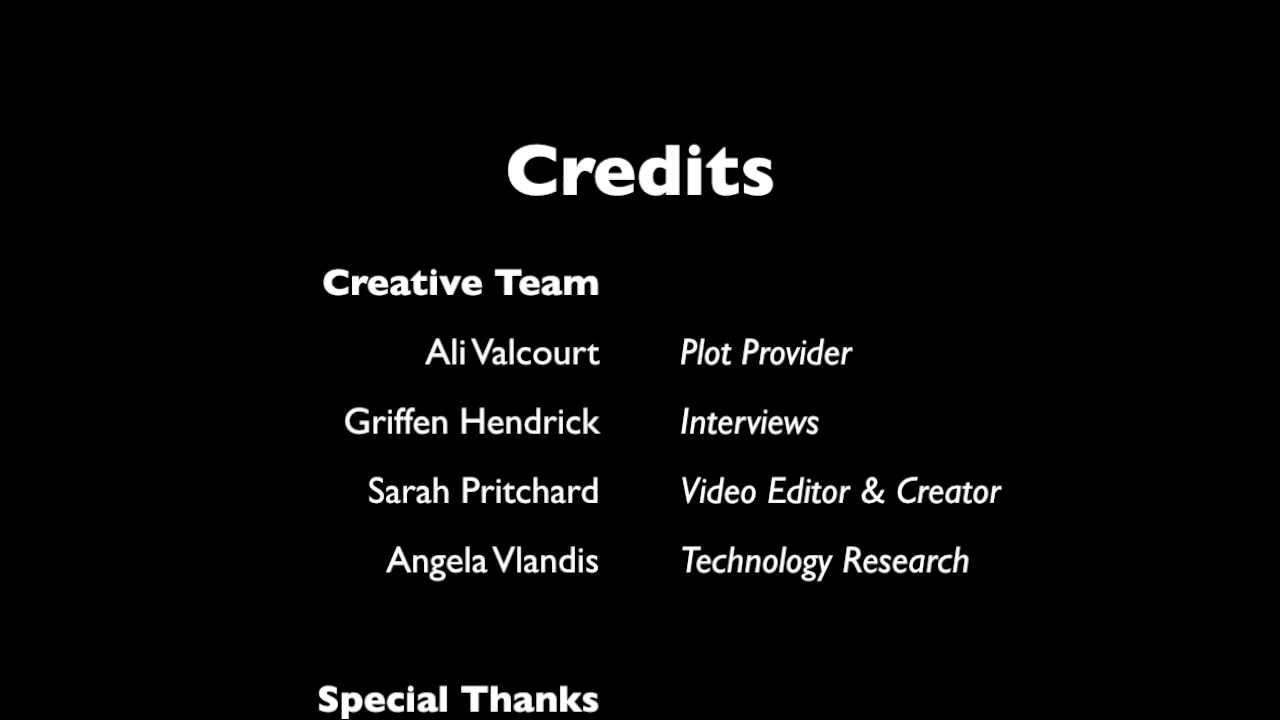 Credits
Creative Team
Ali Valcourt Plot Provider
Griffen Hendrick Interviews
Sarah Pritchard Video Editor & Creator
Angela Vlandis Technology Research
Special Thanks